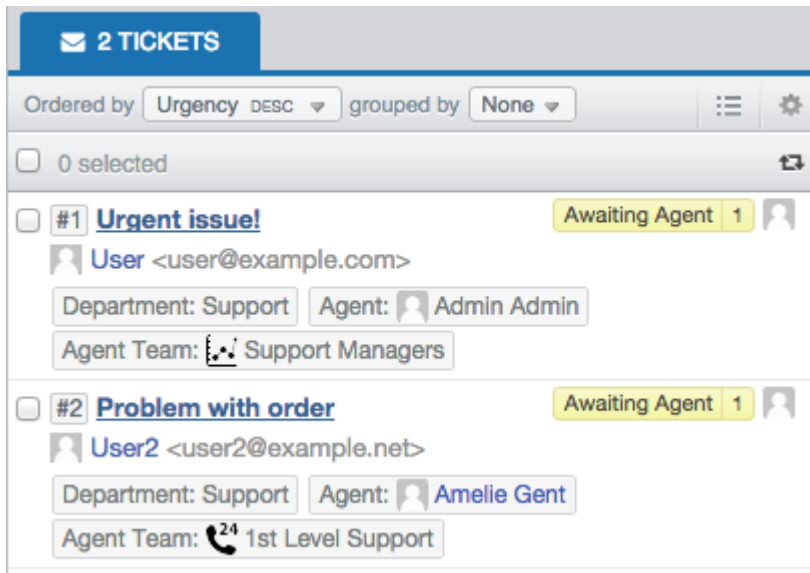 2 TICKETS
Ordered by Urgency DESC grouped by None
0 selected
#1 Urgent issue! Awaiting Agent 1
User <user@example.com>
Department: Support Agent: Admin Admin
Agent Team: Support Managers
#2 Problem with order Awaiting Agent 1
User2 <user2@example.net>
Department: Support Agent: Amelie Gent
Agent Team: 24 1st Level Support